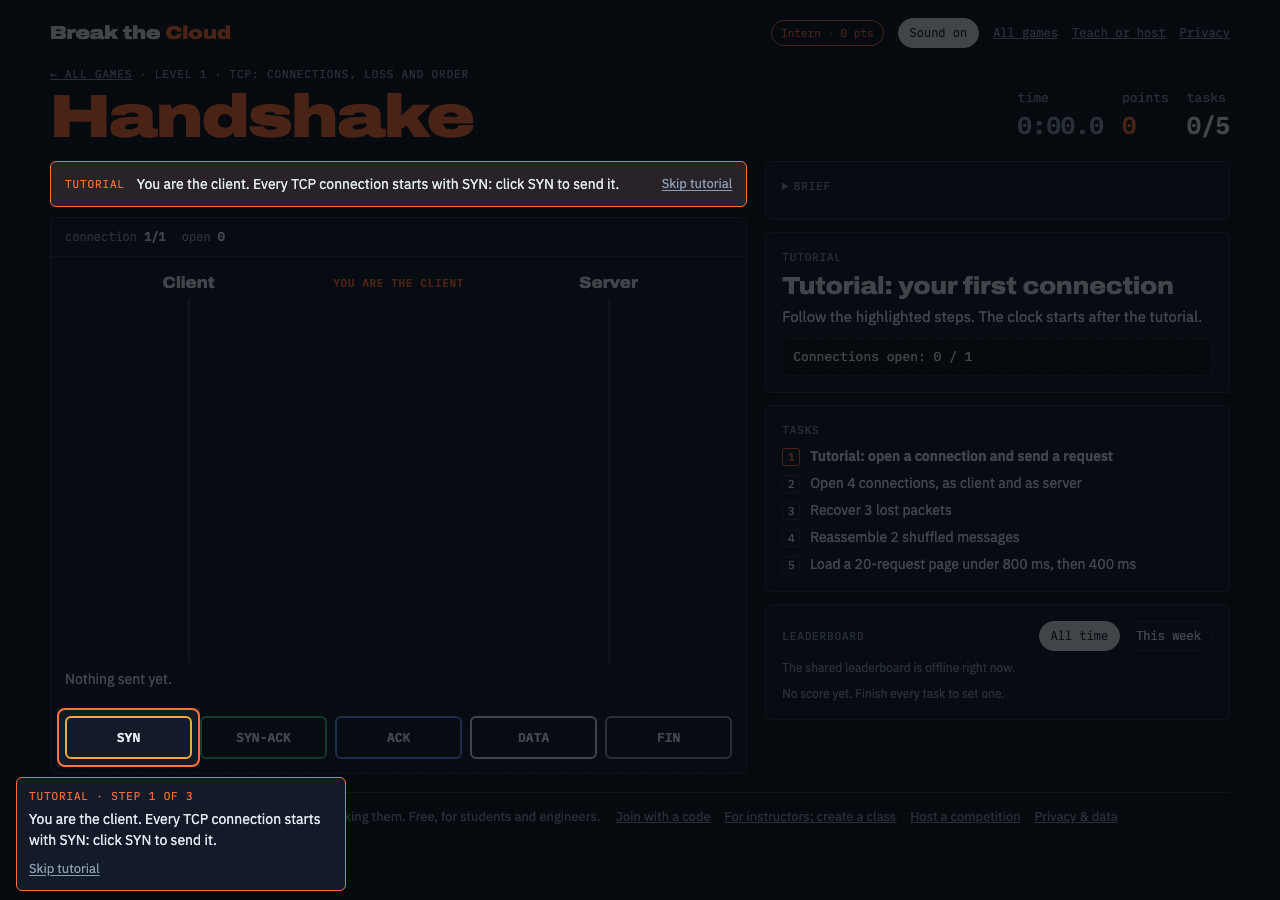 Break the Cloud
Intern · 0 pts
Sound on
All games
Teach or host
Privacy
← ALL GAMES · LEVEL 1 · TCP: CONNECTIONS, LOSS AND ORDER
Handshake
time
0:00.0
points
0
tasks
0/5
TUTORIAL You are the client. Every TCP connection starts with SYN: click SYN to send it. Skip tutorial
connection 1/1 open 0
Client
YOU ARE THE CLIENT
Server
Nothing sent yet.
SYN
SYN-ACK
ACK
DATA
FIN
▶ BRIEF
TUTORIAL
Tutorial: your first connection
Follow the highlighted steps. The clock starts after the tutorial.
Connections open: 0 / 1
TASKS
1 Tutorial: open a connection and send a request
2 Open 4 connections, as client and as server
3 Recover 3 lost packets
4 Reassemble 2 shuffled messages
5 Load a 20-request page under 800 ms, then 400 ms
LEADERBOARD
All time
This week
The shared leaderboard is offline right now.
No score yet. Finish every task to set one.
TUTORIAL · STEP 1 OF 3
You are the client. Every TCP connection starts
with SYN: click SYN to send it.
Skip tutorial
them. Free, for students and engineers.
Join with a code
For instructors: create a class
Host a competition
Privacy & data